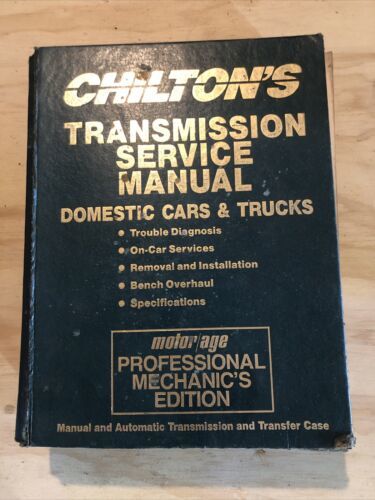 CHILTON'S
TRANSMISSION
SERVICE
MANUAL
DOMESTIC CARS & TRUCKS
• Trouble Diagnosis
• On-Car Services
• Removal and Installation
• Bench Overhaul
• Specifications
motor/age
PROFESSIONAL
MECHANIC'S
EDITION
Manual and Automatic Transmission and Transfer Case